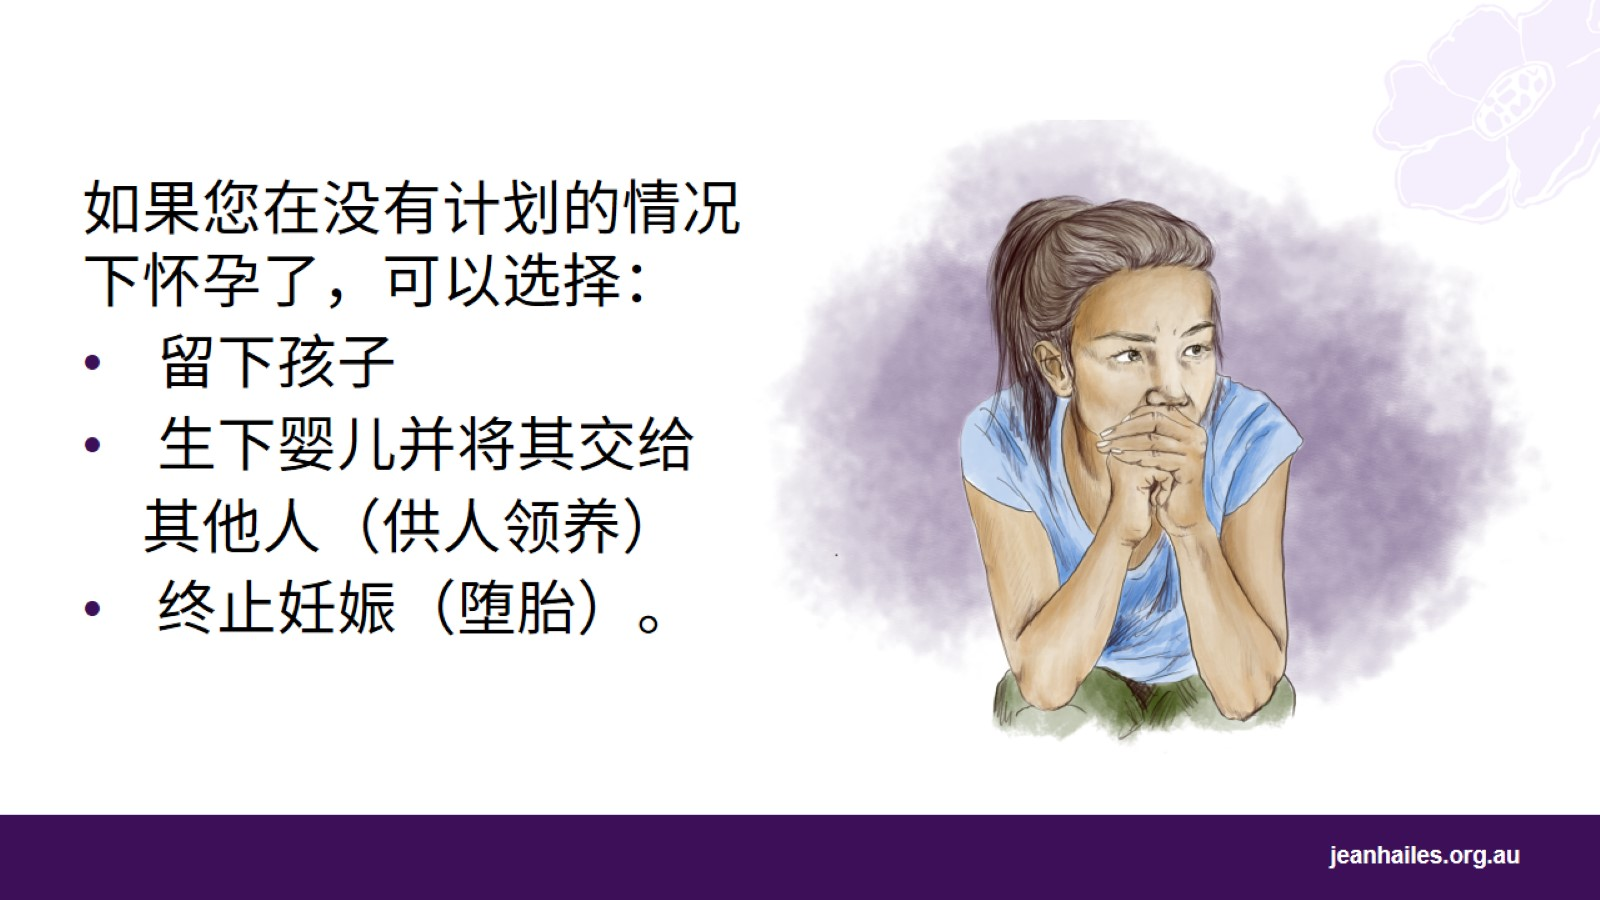 如果您在没有计划的情况
下怀孕了，可以选择：
• 留下孩子
• 生下婴儿并将其交给
其他人（供人领养）
• 终止妊娠（堕胎）。
jeanhailes.org.au